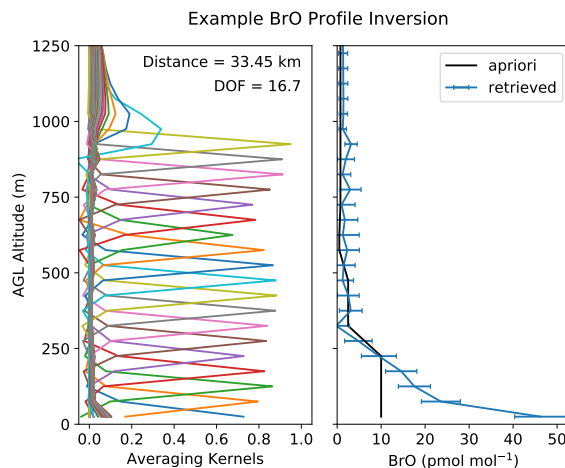 Example BrO Profile Inversion
Distance = 33.45 km
DOF = 16.7
apriori
retrieved
1250
1000
750
500
250
0
AGL Altitude (m)
0.0 0.2 0.4 0.6 0.8 1.0
Averaging Kernels
0 10 20 30 40 50
BrO (pmol mol⁻¹)